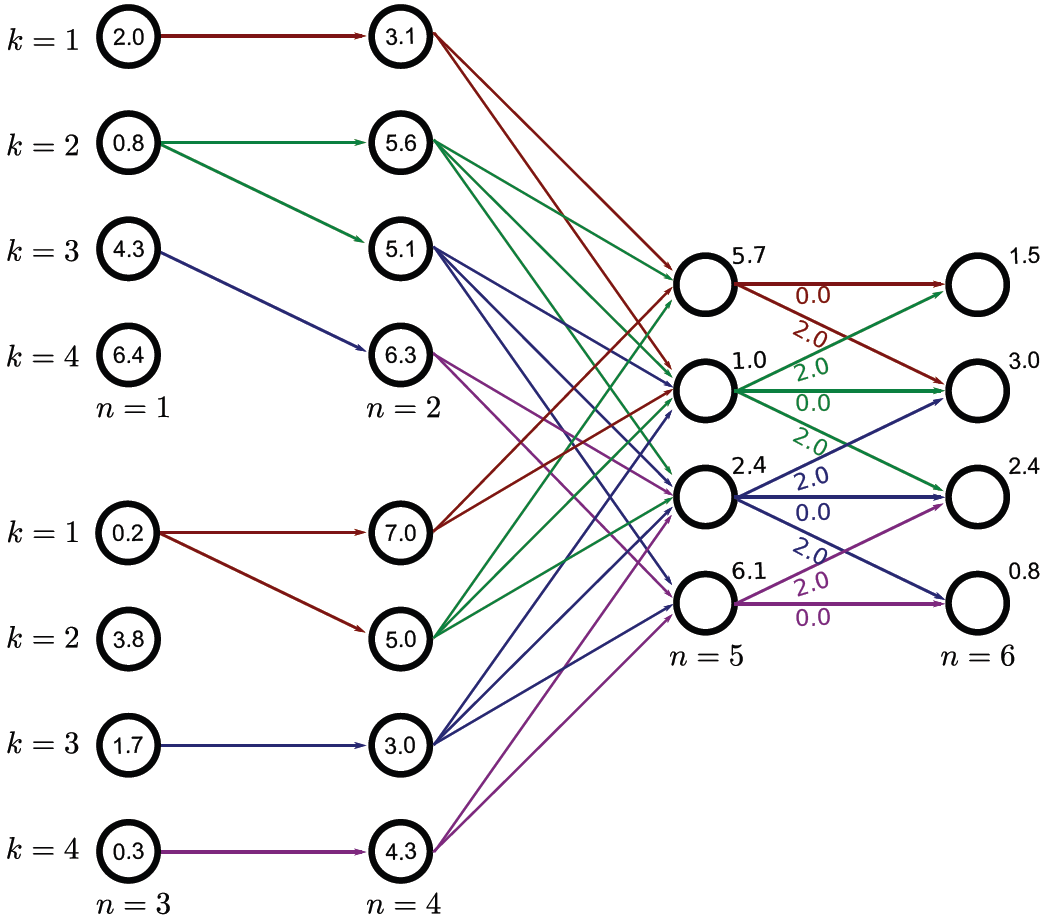 k = 1 2.0 3.1
k = 2 0.8 5.6
k = 3 4.3 5.1
k = 4 6.4 6.3
n = 1 n = 2
k = 1 0.2 7.0
k = 2 3.8 5.0
k = 3 1.7 3.0
k = 4 0.3 4.3
n = 3 n = 4
5.7 1.5
0.0
2.0
1.0 3.0
2.0
0.0
2.0
2.4 2.4
2.0
0.0
2.0
6.1 0.8
2.0
0.0
n = 5 n = 6